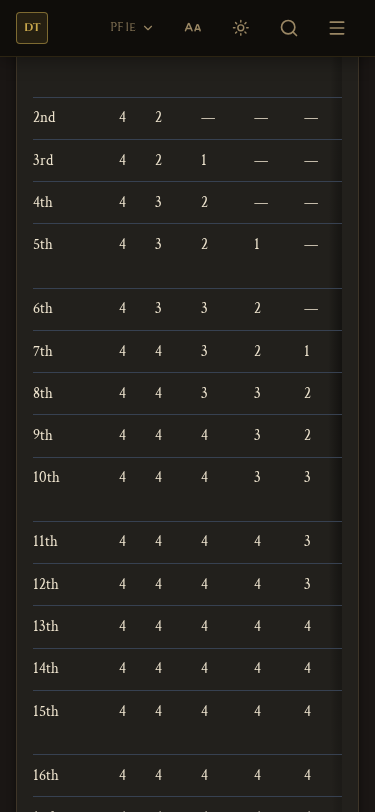 DT PF1E AA
2nd 4 2 — — —
3rd 4 2 1 — —
4th 4 3 2 — —
5th 4 3 2 1 —
6th 4 3 3 2 —
7th 4 4 3 2 1
8th 4 4 3 3 2
9th 4 4 4 3 2
10th 4 4 4 3 3
11th 4 4 4 4 3
12th 4 4 4 4 3
13th 4 4 4 4 4
14th 4 4 4 4 4
15th 4 4 4 4 4
16th 4 4 4 4 4